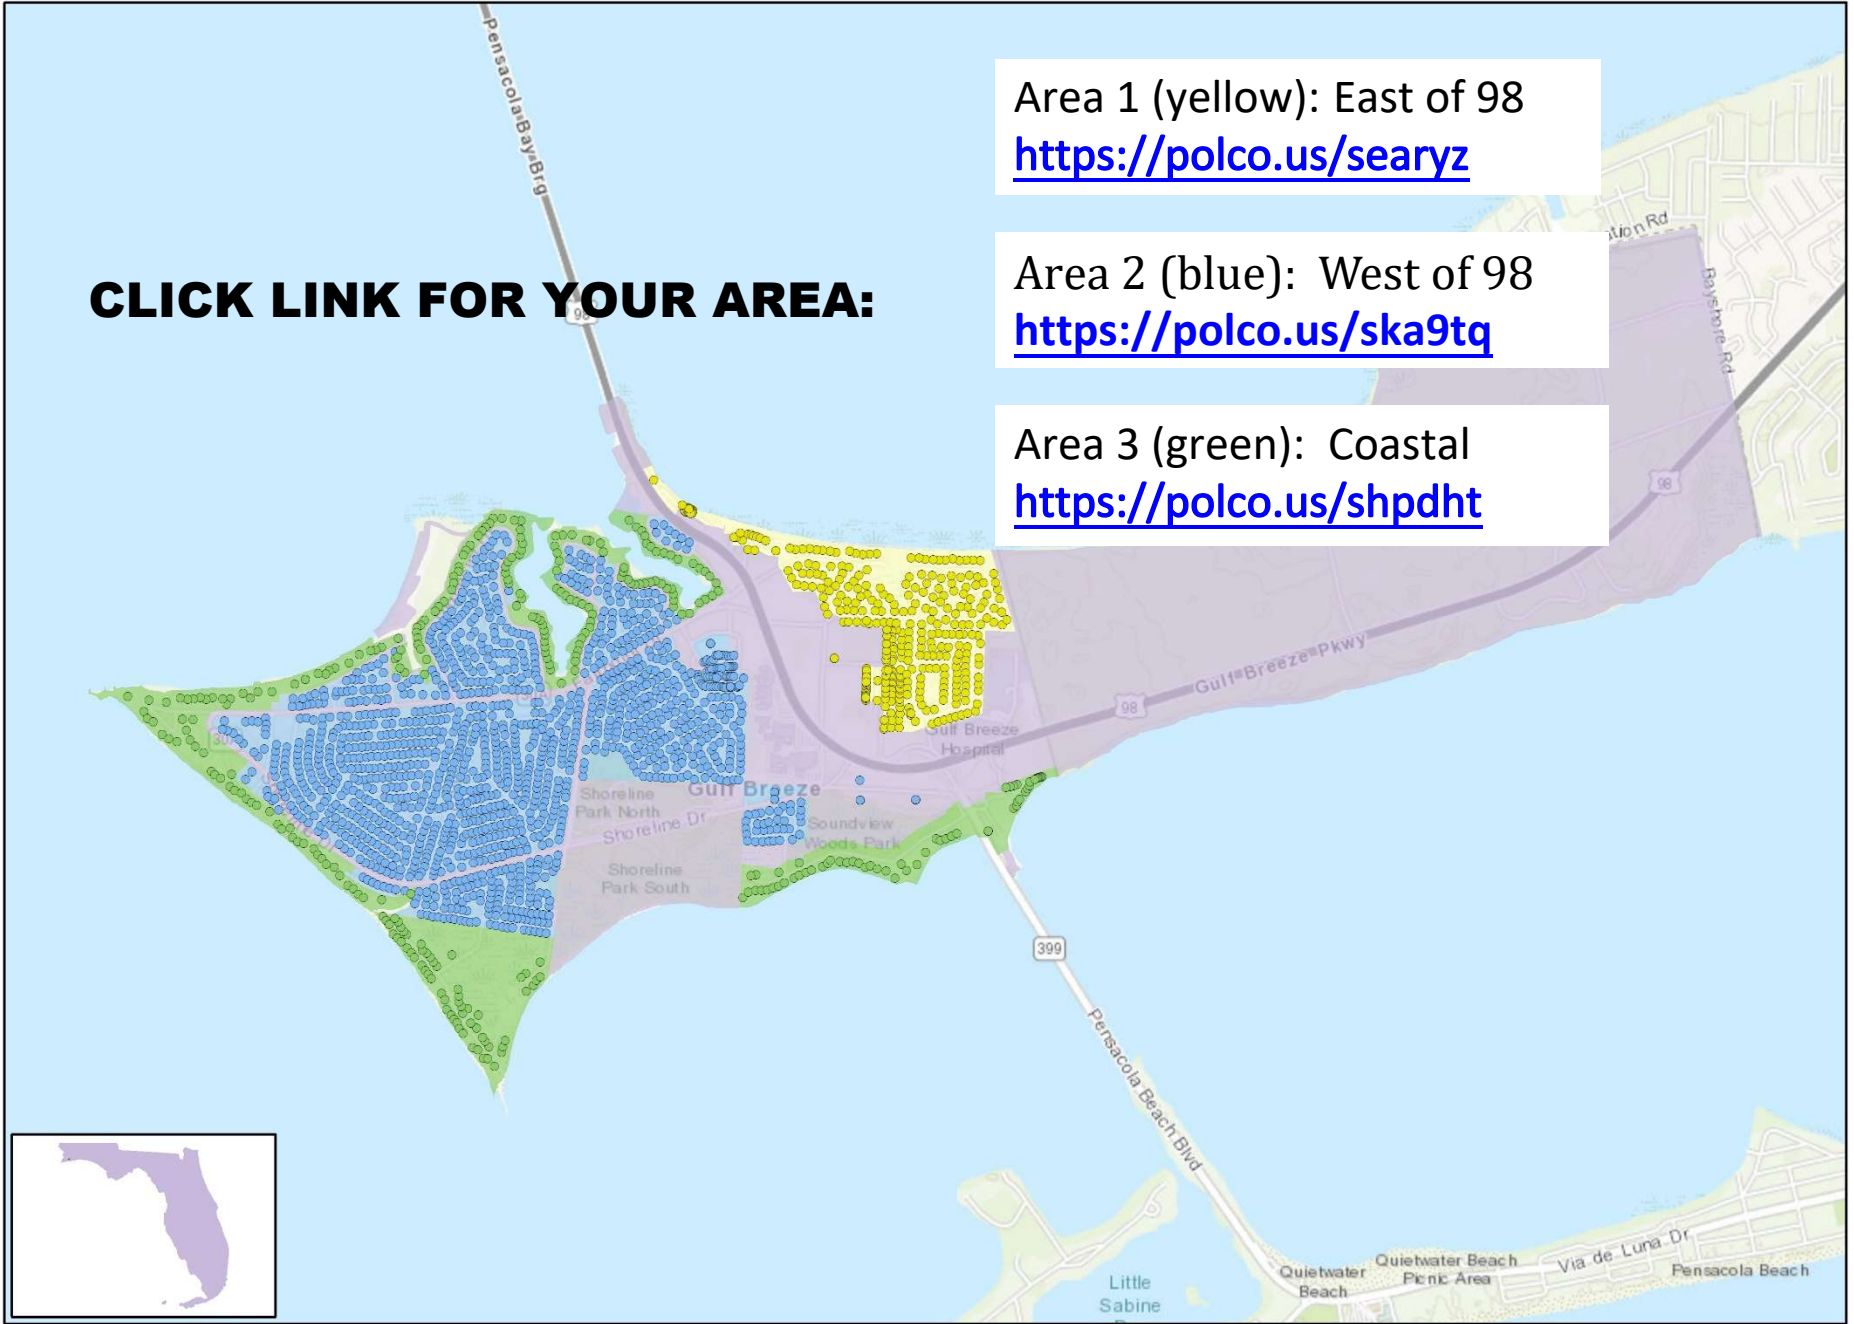 Pensacola Bay Brg
Area 1 (yellow): East of 98
https://polco.us/searyz
Area 2 (blue): West of 98
https://polco.us/ska9tq
Area 3 (green): Coastal
https://polco.us/shpdht
CLICK LINK FOR YOUR AREA:
98
Bayshore Rd
98
Gulf Breeze Pkwy
98
Gulf Breeze
Hospital
Gulf Breeze
Shoreline
Park North
Shoreline Dr
Soundview
Woods Park
Shoreline
Park South
399
Pensacola Beach Blvd
Little
Sabine
Quietwater
Beach
Quietwater Beach
Picnic Area
Via de Luna Dr
Pensacola Beach